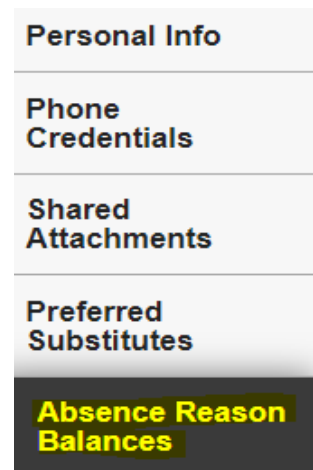 Personal Info
Phone
Credentials
Shared
Attachments
Preferred
Substitutes
Absence Reason
Balances